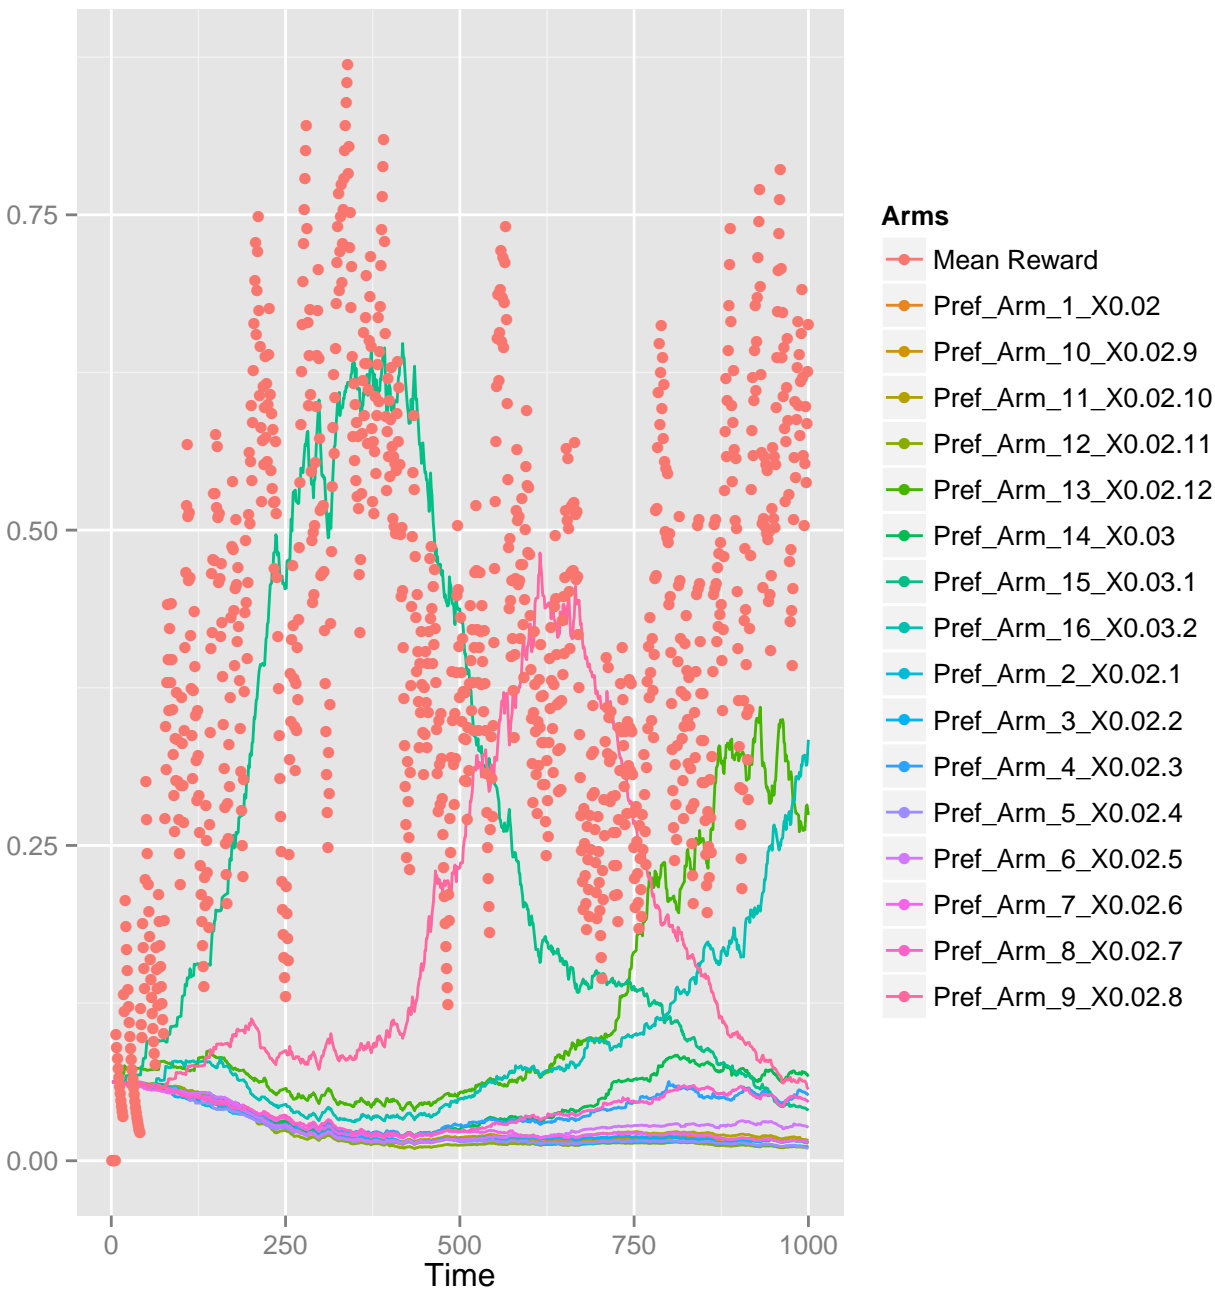 0.75
0.50
0.25
0.00
0
250
500
750
1000
Time
Arms
Mean Reward
Pref_Arm_1_X0.02
Pref_Arm_10_X0.02.9
Pref_Arm_11_X0.02.10
Pref_Arm_12_X0.02.11
Pref_Arm_13_X0.02.12
Pref_Arm_14_X0.03
Pref_Arm_15_X0.03.1
Pref_Arm_16_X0.03.2
Pref_Arm_2_X0.02.1
Pref_Arm_3_X0.02.2
Pref_Arm_4_X0.02.3
Pref_Arm_5_X0.02.4
Pref_Arm_6_X0.02.5
Pref_Arm_7_X0.02.6
Pref_Arm_8_X0.02.7
Pref_Arm_9_X0.02.8